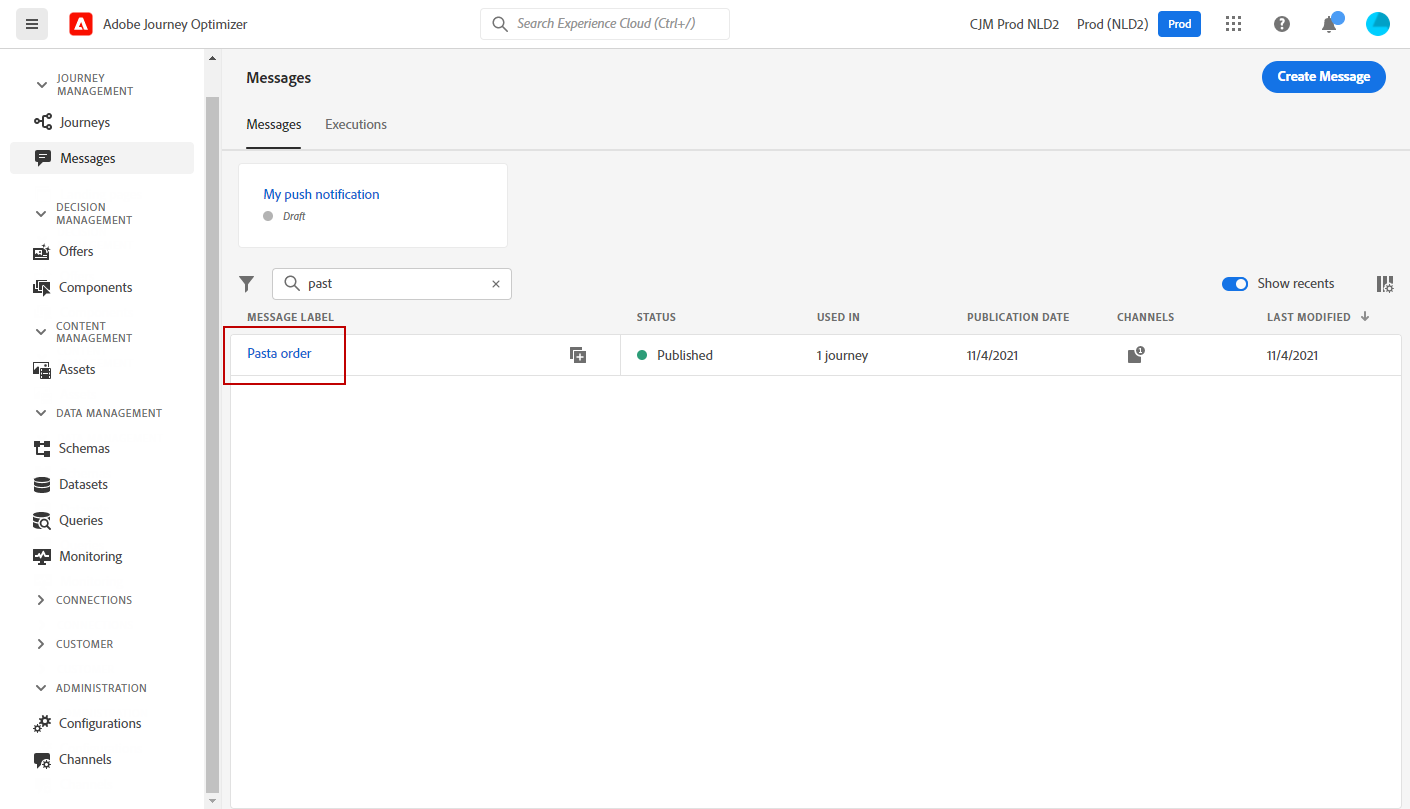 Adobe Journey Optimizer
Search Experience Cloud (Ctrl+/)
CJM Prod NLD2
Prod (NLD2)
Prod
JOURNEY
MANAGEMENT
Journeys
Messages
DECISION
MANAGEMENT
Offers
Components
CONTENT
MANAGEMENT
Assets
DATA MANAGEMENT
Schemas
Datasets
Queries
Monitoring
CONNECTIONS
CUSTOMER
ADMINISTRATION
Configurations
Channels
Messages
Create Message
Messages
Executions
My push notification
Draft
past
Show recents
MESSAGE LABEL
STATUS
USED IN
PUBLICATION DATE
CHANNELS
LAST MODIFIED
Pasta order
Published
1 journey
11/4/2021
1
11/4/2021